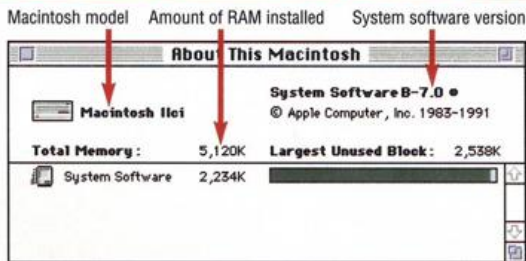 Macintosh model Amount of RAM installed System software version
About This Macintosh
System Software B-7.0 •
Macintosh IIci © Apple Computer, Inc. 1983-1991
Total Memory : 5,120K Largest Unused Block : 2,538K
System Software 2,234K